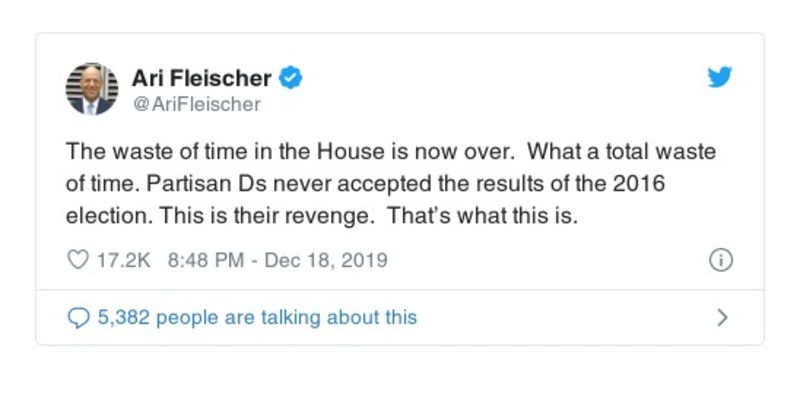 Ari Fleischer
@AriFleischer
The waste of time in the House is now over.  What a total waste
of time. Partisan Ds never accepted the results of the 2016
election. This is their revenge.  That's what this is.
17.2K   8:48 PM - Dec 18, 2019
5,382 people are talking about this